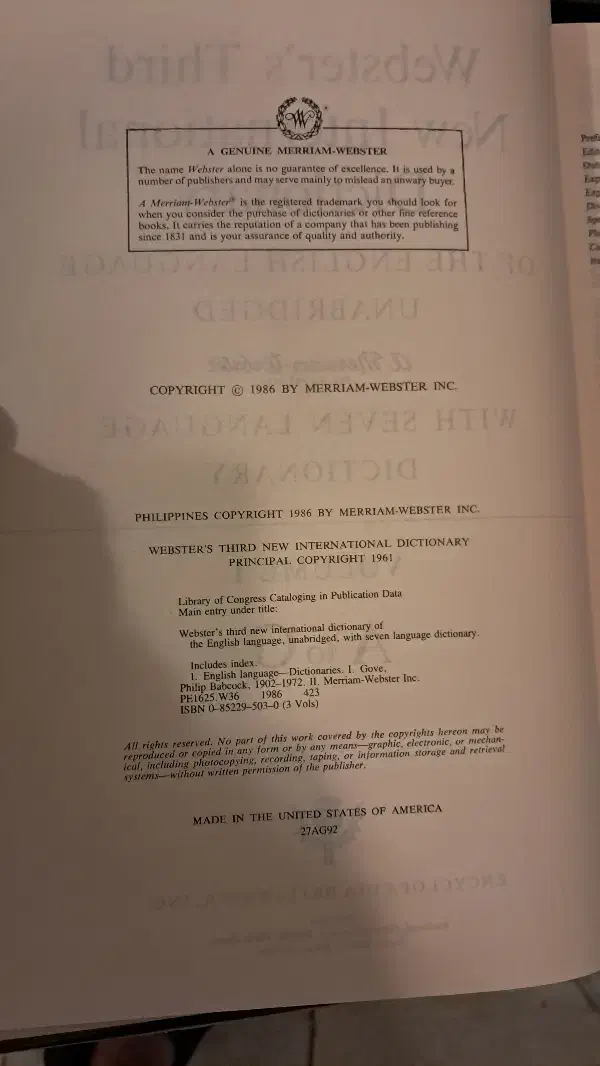 A GENUINE MERRIAM-WEBSTER
The name Webster alone is no guarantee of excellence. It is used by a
number of publishers and may serve mainly to mislead an unwary buyer.
A Merriam-Webster® is the registered trademark you should look for
when you consider the purchase of dictionaries or other fine reference
books. It carries the reputation of a company that has been publishing
since 1831 and is your assurance of quality and authority.
COPYRIGHT © 1986 BY MERRIAM-WEBSTER INC.
PHILIPPINES COPYRIGHT 1986 BY MERRIAM-WEBSTER INC.
WEBSTER'S THIRD NEW INTERNATIONAL DICTIONARY
PRINCIPAL COPYRIGHT 1961
Library of Congress Cataloging in Publication Data
Main entry under title:
Webster's third new international dictionary of
the English language, unabridged, with seven language dictionary.
Includes index.
1. English language—Dictionaries. I. Gove,
Philip Babcock, 1902–1972. II. Merriam-Webster Inc.
PE1625.W36 1986 423
ISBN 0-85229-503-0 (3 Vols)
All rights reserved. No part of this work covered by the copyrights hereon may be
reproduced or copied in any form or by any means—graphic, electronic, or mechan-
ical, including photocopying, recording, taping, or information storage and retrieval
systems—without written permission of the publisher.
MADE IN THE UNITED STATES OF AMERICA
27AG92